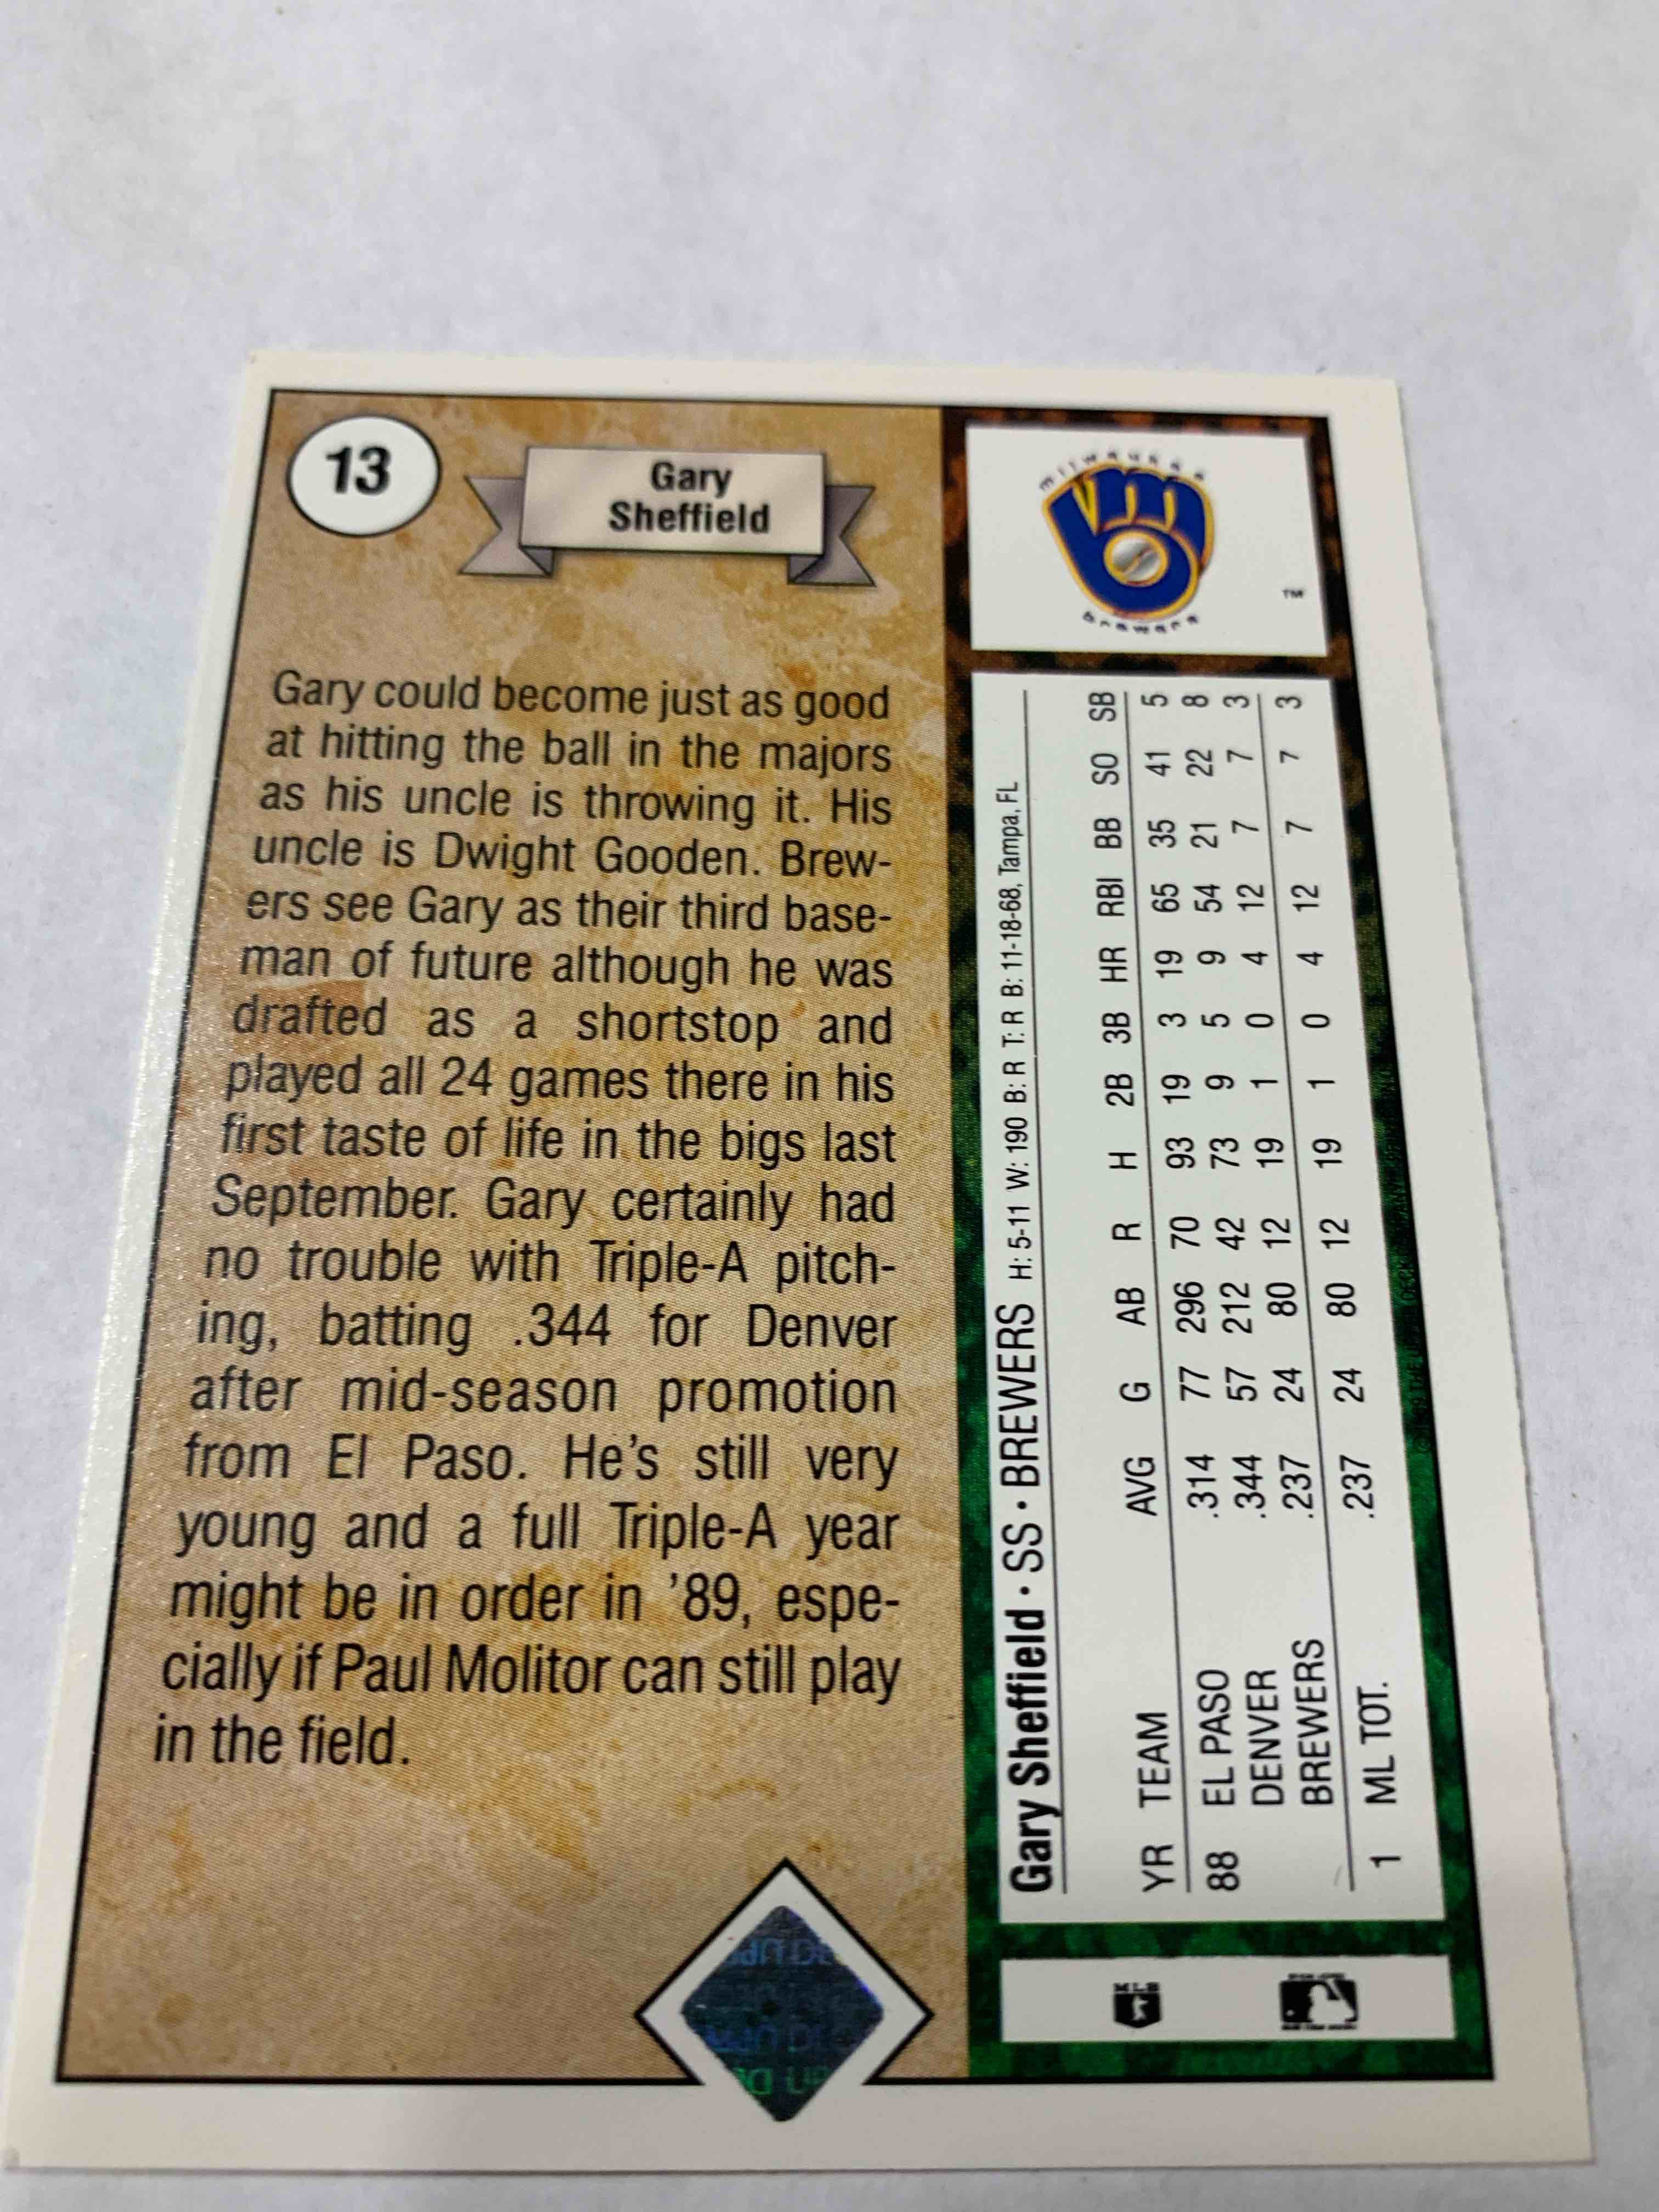 13
Gary
Sheffield
Gary could become just as good
at hitting the ball in the majors
as his uncle is throwing it. His
uncle is Dwight Gooden. Brew-
ers see Gary as their third base-
man of future although he was
drafted as a shortstop and
played all 24 games there in his
first taste of life in the bigs last
September. Gary certainly had
no trouble with Triple-A pitch-
ing, batting .344 for Denver
after mid-season promotion
from El Paso. He's still very
young and a full Triple-A year
might be in order in '89, espe-
cially if Paul Molitor can still play
in the field.
milwaukee
brewers
TM
Gary Sheffield · SS · BREWERS H: 5-11 W: 190 B: R T: R B: 11-18-68, Tampa, FL
YR TEAM AVG G AB R H 2B 3B HR RBI BB SO SB
88 EL PASO .314 77 296 70 93 19 3 19 65 35 41 5
DENVER .344 57 212 42 73 9 5 9 54 21 22 8
BREWERS .237 24 80 12 19 1 0 4 12 7 7 3
1 ML TOT. .237 24 80 12 19 1 0 4 12 7 7 3
MLB